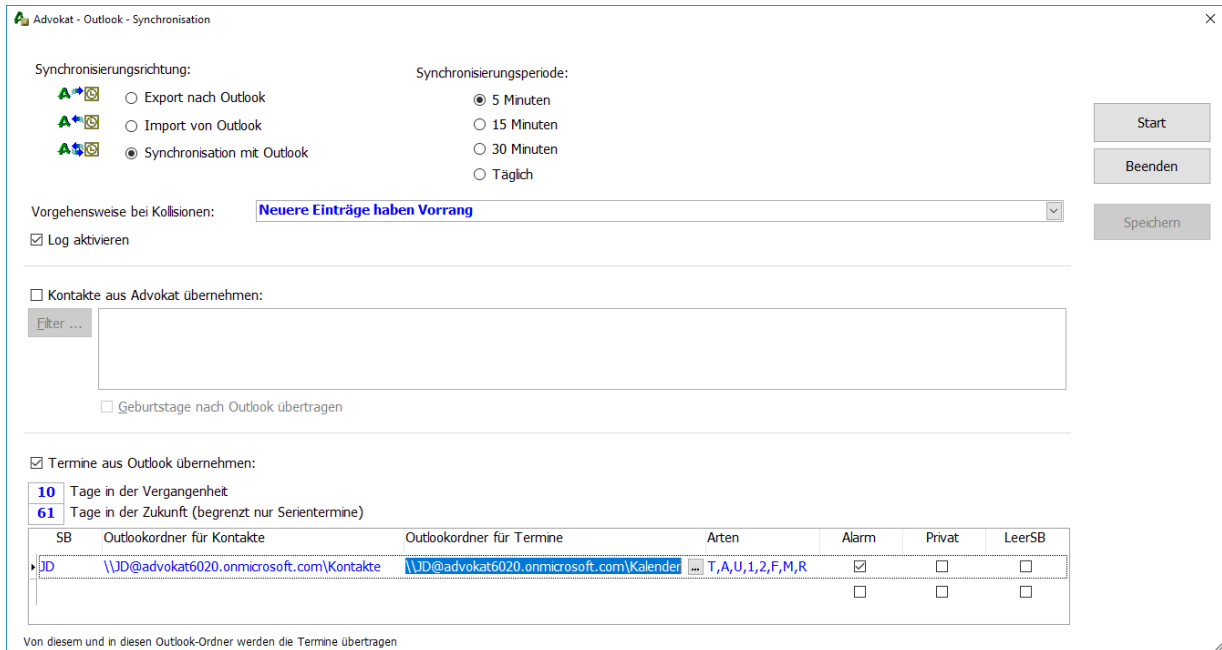 Advokat - Outlook - Synchronisation
Synchronisierungsrichtung:
Export nach Outlook
Import von Outlook
Synchronisation mit Outlook
Synchronisierungsperiode:
5 Minuten
15 Minuten
30 Minuten
Täglich
Start
Beenden
Speichern
Vorgehensweise bei Kollisionen: Neuere Einträge haben Vorrang
Log aktivieren
Kontakte aus Advokat übernehmen:
Filter ...
Geburtstage nach Outlook übertragen
Termine aus Outlook übernehmen:
10 Tage in der Vergangenheit
61 Tage in der Zukunft (begrenzt nur Serientermine)
SB Outlookordner für Kontakte Outlookordner für Termine Arten Alarm Privat LeerSB
JD \\JD@advokat6020.onmicrosoft.com\Kontakte \\JD@advokat6020.onmicrosoft.com\Kalender ... T,A,U,1,2,F,M,R
Von diesem und in diesen Outlook-Ordner werden die Termine übertragen